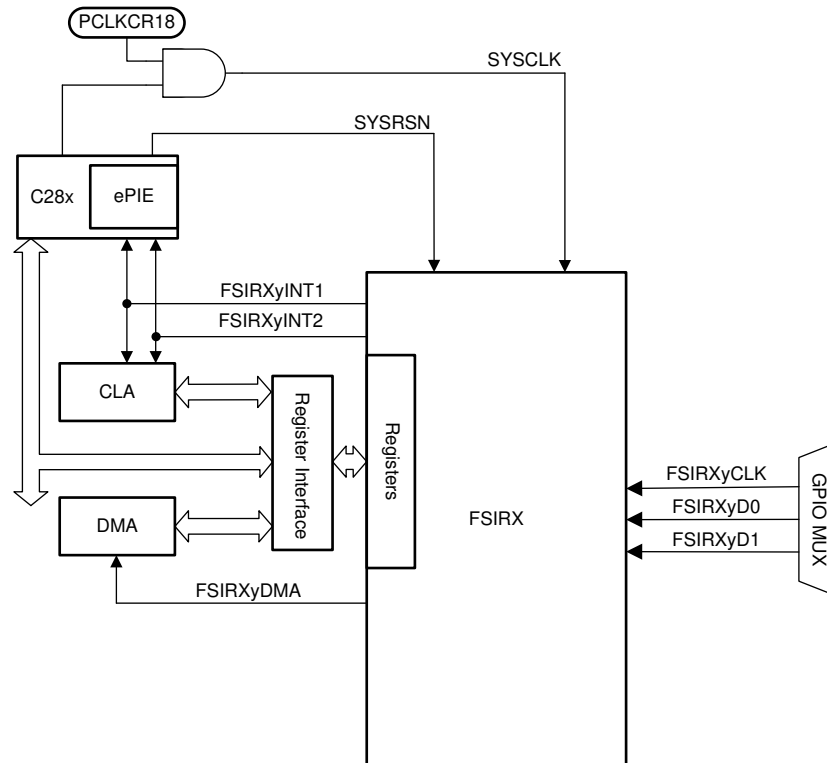 PCLKCR18
SYSCLK
SYSRSN
C28x
ePIE
FSIRXyINT1
FSIRXyINT2
CLA
Register Interface
Registers
FSIRX
FSIRXyCLK
FSIRXyD0
FSIRXyD1
GPIO MUX
DMA
FSIRXyDMA